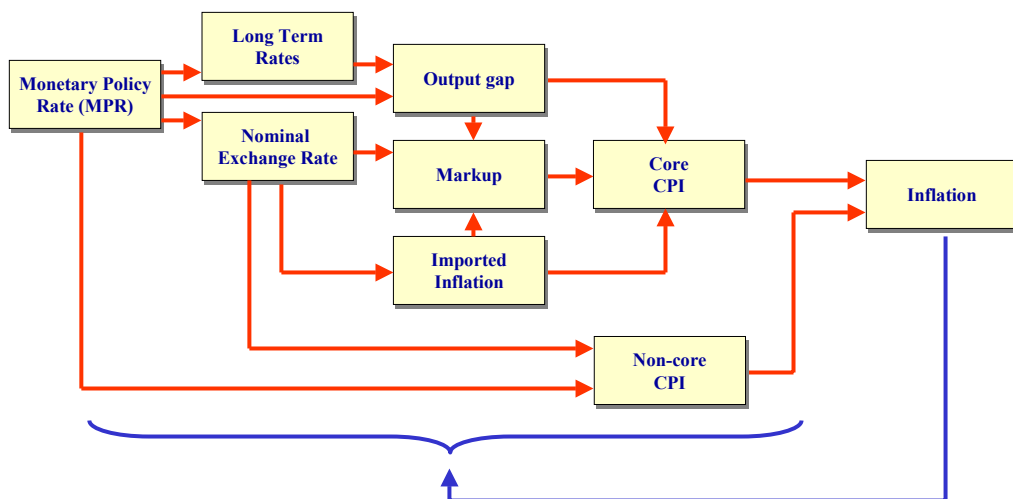 Long Term
Rates
Output gap
Monetary Policy
Rate (MPR)
Nominal
Exchange Rate
Markup
Core
CPI
Inflation
Imported
Inflation
Non-core
CPI